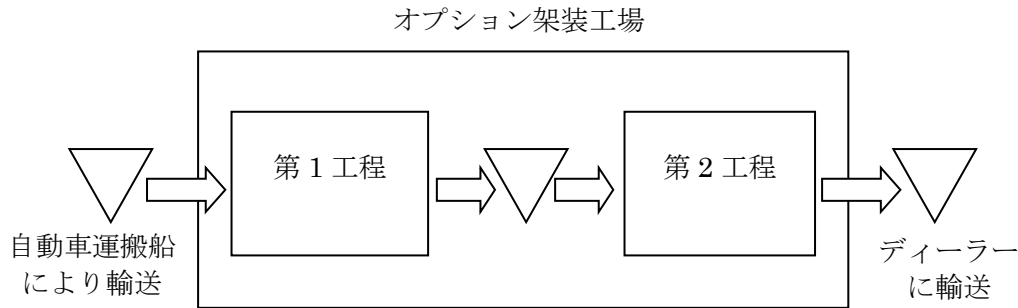 オプション架装工場
第1工程
第2工程
自動車運搬船
により輸送
ディーラー
に輸送